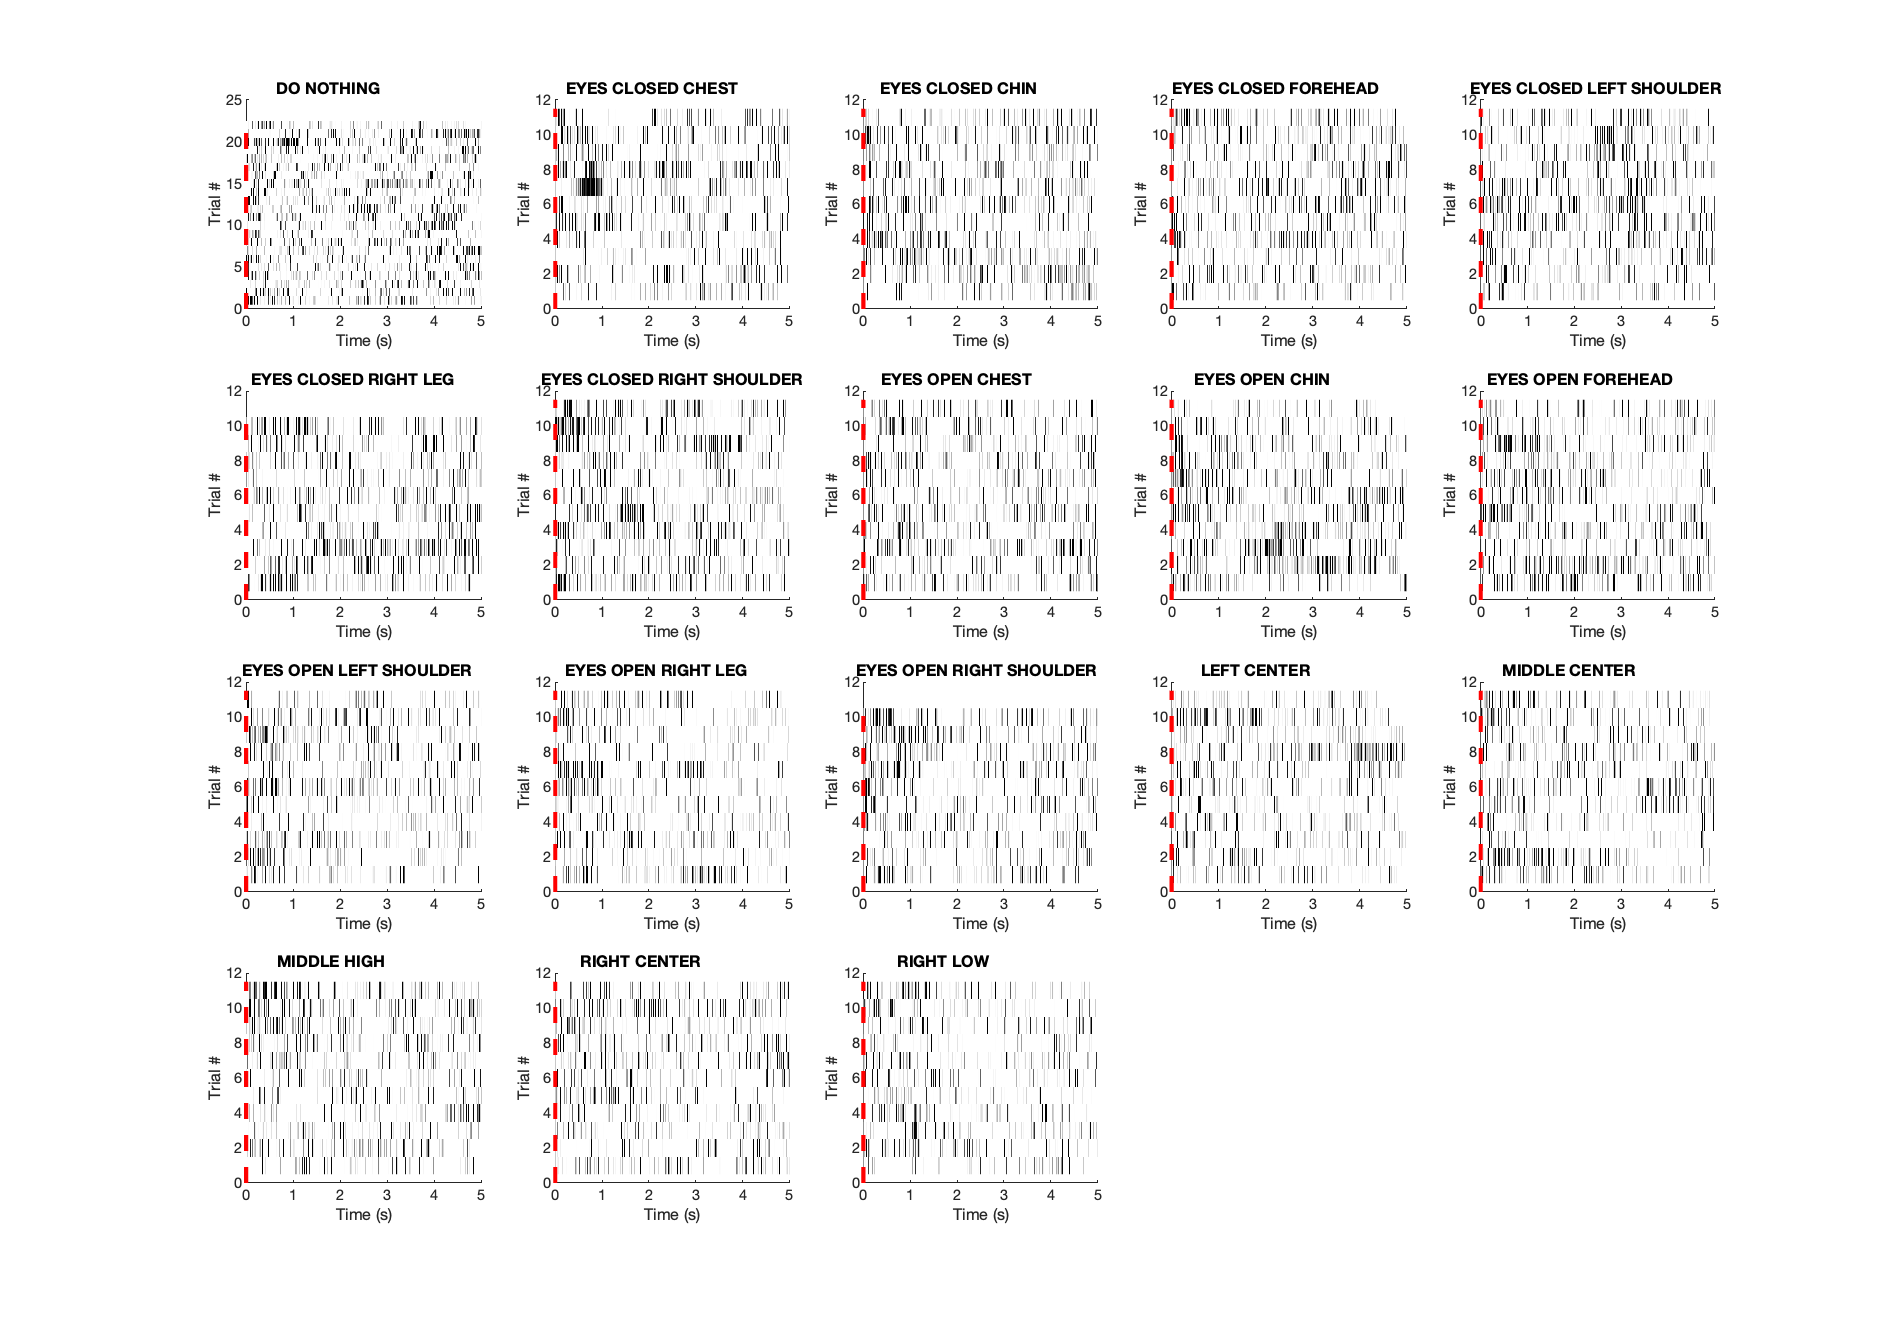 DO NOTHING
25
20
15
10
5
0
Trial #
0 1 2 3 4 5
Time (s)
EYES CLOSED CHEST
12
10
8
6
4
2
0
Trial #
0 1 2 3 4 5
Time (s)
EYES CLOSED CHIN
12
10
8
6
4
2
0
Trial #
0 1 2 3 4 5
Time (s)
EYES CLOSED FOREHEAD
12
10
8
6
4
2
0
Trial #
0 1 2 3 4 5
Time (s)
EYES CLOSED LEFT SHOULDER
12
10
8
6
4
2
0
Trial #
0 1 2 3 4 5
Time (s)
EYES CLOSED RIGHT LEG
12
10
8
6
4
2
0
Trial #
0 1 2 3 4 5
Time (s)
EYES CLOSED RIGHT SHOULDER
12
10
8
6
4
2
0
Trial #
0 1 2 3 4 5
Time (s)
EYES OPEN CHEST
12
10
8
6
4
2
0
Trial #
0 1 2 3 4 5
Time (s)
EYES OPEN CHIN
12
10
8
6
4
2
0
Trial #
0 1 2 3 4 5
Time (s)
EYES OPEN FOREHEAD
12
10
8
6
4
2
0
Trial #
0 1 2 3 4 5
Time (s)
EYES OPEN LEFT SHOULDER
12
10
8
6
4
2
0
Trial #
0 1 2 3 4 5
Time (s)
EYES OPEN RIGHT LEG
12
10
8
6
4
2
0
Trial #
0 1 2 3 4 5
Time (s)
EYES OPEN RIGHT SHOULDER
12
10
8
6
4
2
0
Trial #
0 1 2 3 4 5
Time (s)
LEFT CENTER
12
10
8
6
4
2
0
Trial #
0 1 2 3 4 5
Time (s)
MIDDLE CENTER
12
10
8
6
4
2
0
Trial #
0 1 2 3 4 5
Time (s)
MIDDLE HIGH
12
10
8
6
4
2
0
Trial #
0 1 2 3 4 5
Time (s)
RIGHT CENTER
12
10
8
6
4
2
0
Trial #
0 1 2 3 4 5
Time (s)
RIGHT LOW
12
10
8
6
4
2
0
Trial #
0 1 2 3 4 5
Time (s)